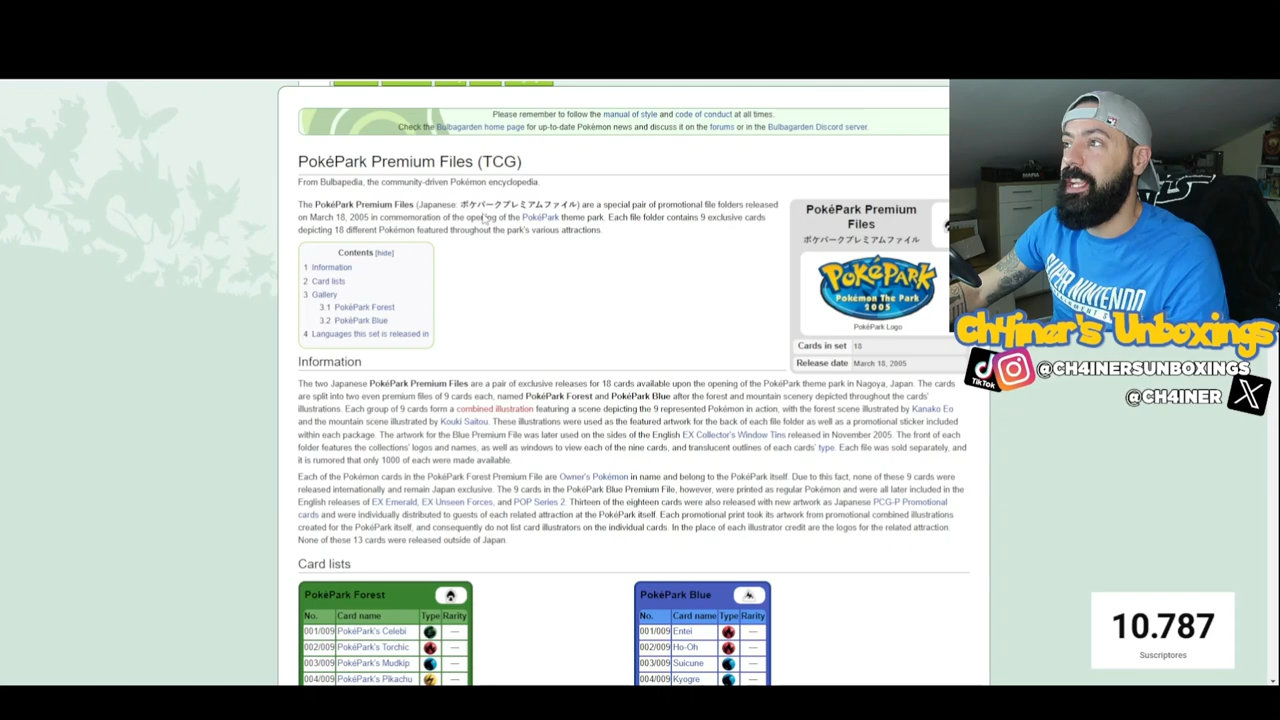 Please remember to follow the manual of style and code of conduct at all times.
Check the Bulbagarden home page for up-to-date Pokémon news and discuss it on the forums or in the Bulbagarden Discord server.
PokéPark Premium Files (TCG)
From Bulbapedia, the community-driven Pokémon encyclopedia.
The PokéPark Premium Files (Japanese: ポケパークプレミアムファイル) are a special pair of promotional file folders released
on March 18, 2005 in commemoration of the opening of the PokéPark theme park. Each file folder contains 9 exclusive cards
depicting 18 different Pokémon featured throughout the park's various attractions.
Contents [hide]
1 Information
2 Card lists
3 Gallery
3.1 PokéPark Forest
3.2 PokéPark Blue
4 Languages this set is released in
PokéPark Premium
Files
ポケパークプレミアムファイル
POKéPARK
Pokémon The Park
2005
PokéPark Logo
Cards in set 18
Release date March 18, 2005
Information
The two Japanese PokéPark Premium Files are a pair of exclusive releases for 18 cards available upon the opening of the PokéPark theme park in Nagoya, Japan. The cards
are split into two even premium files of 9 cards each, named PokéPark Forest and PokéPark Blue after the forest and mountain scenery depicted throughout the cards'
illustrations. Each group of 9 cards form a combined illustration featuring a scene depicting the 9 represented Pokémon in action, with the forest scene illustrated by Kanako Eo
and the mountain scene illustrated by Kouki Saitou. These illustrations were used as the featured artwork for the back of each file folder as well as a promotional sticker included
within each package. The artwork for the Blue Premium File was later used on the sides of the English EX Collector's Window Tins released in November 2005. The front of each
folder features the collections' logos and names, as well as windows to view each of the nine cards, and translucent outlines of each cards' type. Each file was sold separately, and
it is rumored that only 1000 of each were made available.
Each of the Pokémon cards in the PokéPark Forest Premium File are Owner's Pokémon in name and belong to the PokéPark itself. Due to this fact, none of these 9 cards were
released internationally and remain Japan exclusive. The 9 cards in the PokéPark Blue Premium File, however, were printed as regular Pokémon and were all later included in the
English releases of EX Emerald, EX Unseen Forces, and POP Series 2. Thirteen of the eighteen cards were also released with new artwork as Japanese PCG-P Promotional
cards and were individually distributed to guests of each related attraction at the PokéPark itself. Each promotional print took its artwork from promotional combined illustrations
created for the PokéPark itself, and consequently do not list card illustrators on the individual cards. In the place of each illustrator credit are the logos for the related attraction.
None of these 13 cards were released outside of Japan.
Card lists
PokéPark Forest
No. Card name Type Rarity
001/009 PokéPark's Celebi —
002/009 PokéPark's Torchic —
003/009 PokéPark's Mudkip —
004/009 PokéPark's Pikachu —
PokéPark Blue
No. Card name Type Rarity
001/009 Entei —
002/009 Ho-Oh —
003/009 Suicune —
004/009 Kyogre —
SUPER NINTENDO
Ch4iner's Unboxings
TikTok
@CH4INERSUNBOXINGS
@CH4INER
10.787
Suscriptores